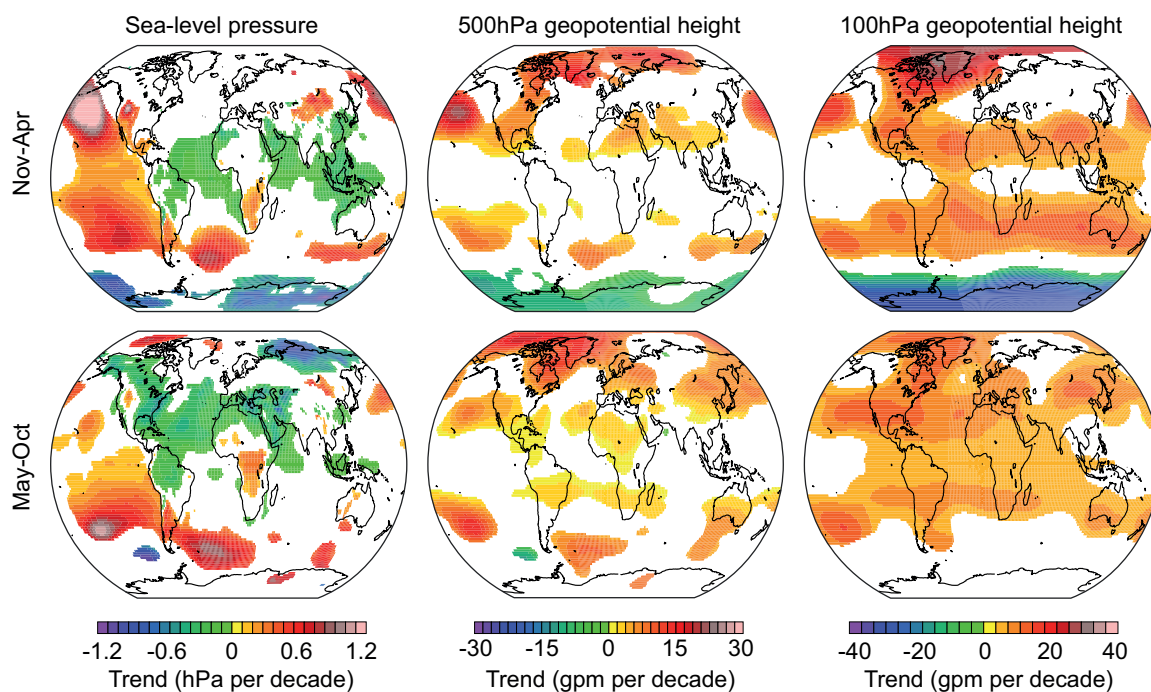 Sea-level pressure
500hPa geopotential height
100hPa geopotential height
Nov-Apr
May-Oct
-1.2 -0.6 0 0.6 1.2
-30 -15 0 15 30
-40 -20 0 20 40
Trend (hPa per decade)
Trend (gpm per decade)
Trend (gpm per decade)